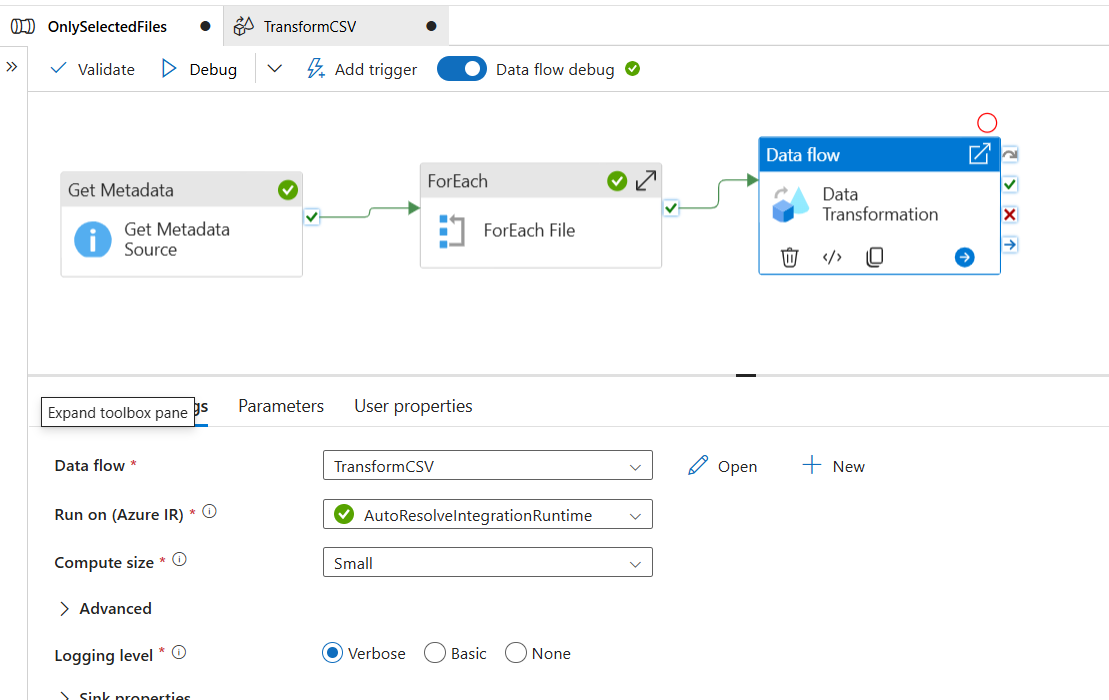 OnlySelectedFiles
TransformCSV
Validate
Debug
Add trigger
Data flow debug
Get Metadata
Get Metadata
Source
ForEach
ForEach File
Data flow
Data
Transformation
Expand toolbox pane
gs
Parameters
User properties
Data flow *
TransformCSV
Open
New
Run on (Azure IR) *
AutoResolveIntegrationRuntime
Compute size *
Small
Advanced
Logging level *
Verbose
Basic
None
Sink properties